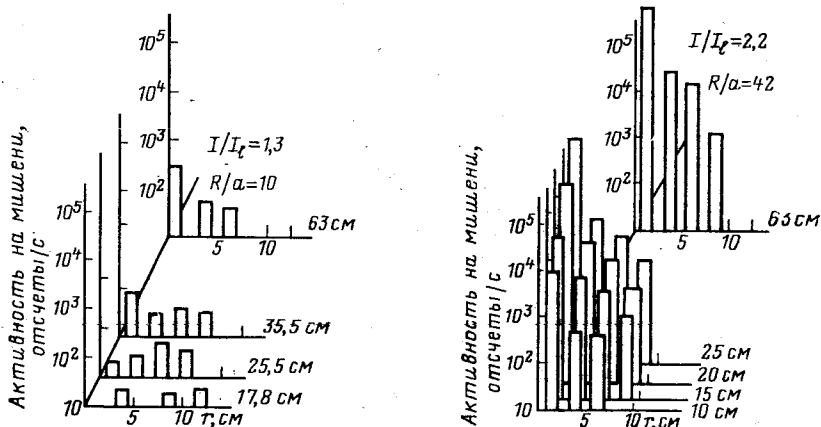 Активность на мишени, отсчеты/с
10⁵
10⁴
10³
10²
I/Iₗ=1,3
R/a=10
5
10
63 см
10⁵
10⁴
10³
10²
10
35,5 см
25,5 см
17,8 см
5
10
r, см
Активность на мишени, отсчеты/с
10⁵
10⁴
10³
10²
I/Iₗ=2,2
R/a=42
5
10
63 см
10⁵
10⁴
10³
10²
10
25 см
20 см
15 см
10 см
5
10
r, см